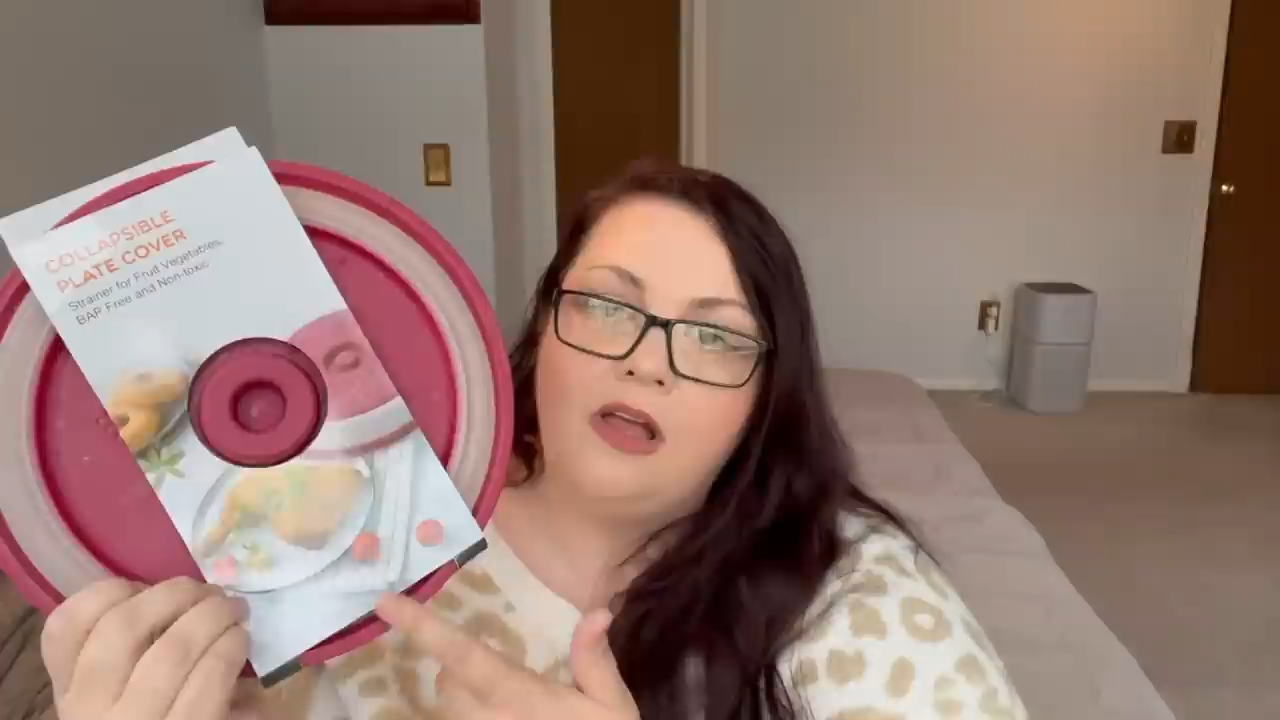 COLLAPSIBLE
PLATE COVER
Strainer for Fruit Vegetables,
BAP Free and Non-toxic